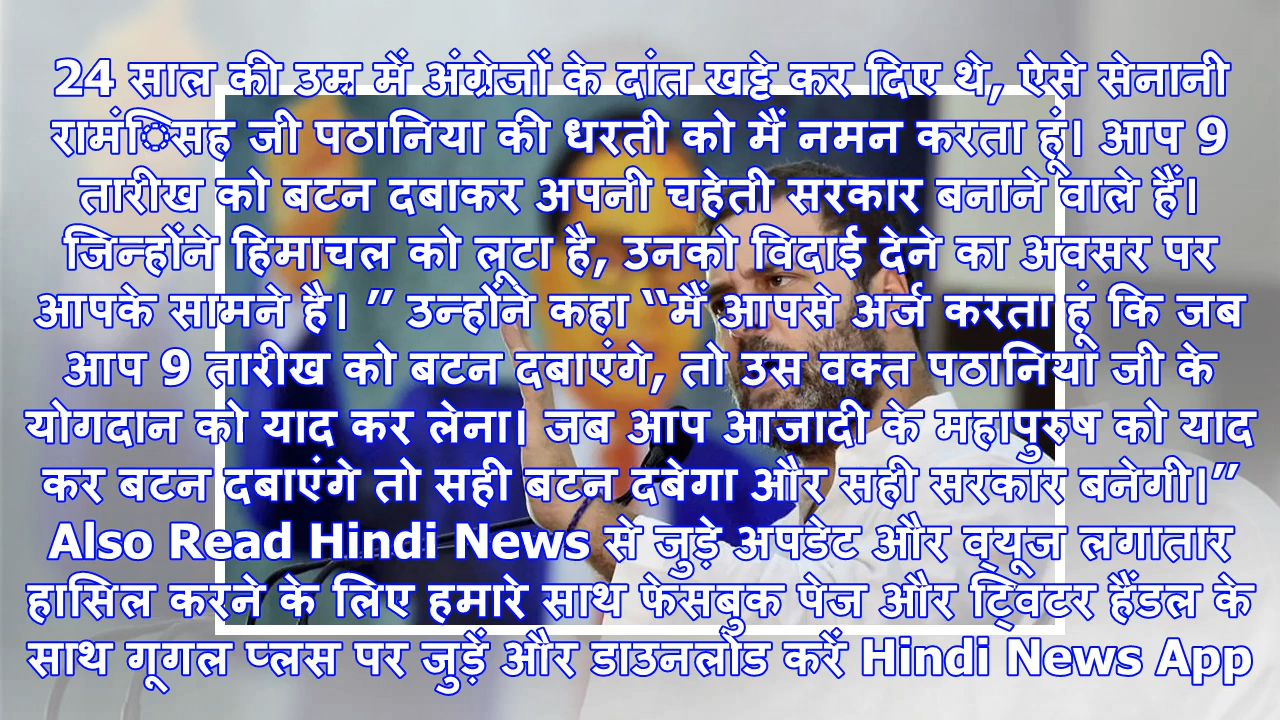 24 साल की उम्र में अंग्रेजों के दांत खट्टे कर दिए थे, ऐसे सेनानी
रामंिसह जी पठानिया की धरती को मैं नमन करता हूं। आप 9
तारीख को बटन दबाकर अपनी चहेती सरकार बनाने वाले हैं।
जिन्होंने हिमाचल को लूटा है, उनको विदाई देने का अवसर पर
आपके सामने है। ” उन्होंने कहा “मैं आपसे अर्ज करता हूं कि जब
आप 9 तारीख को बटन दबाएंगे, तो उस वक्त पठानिया जी के
योगदान को याद कर लेना। जब आप आजादी के महापुरुष को याद
कर बटन दबाएंगे तो सही बटन दबेगा और सही सरकार बनेगी।”
Also Read Hindi News से जुड़े अपडेट और व्यूज लगातार
हासिल करने के लिए हमारे साथ फेसबुक पेज और ट्विटर हैंडल के
साथ गूगल प्लस पर जुड़ें और डाउनलोड करें Hindi News App